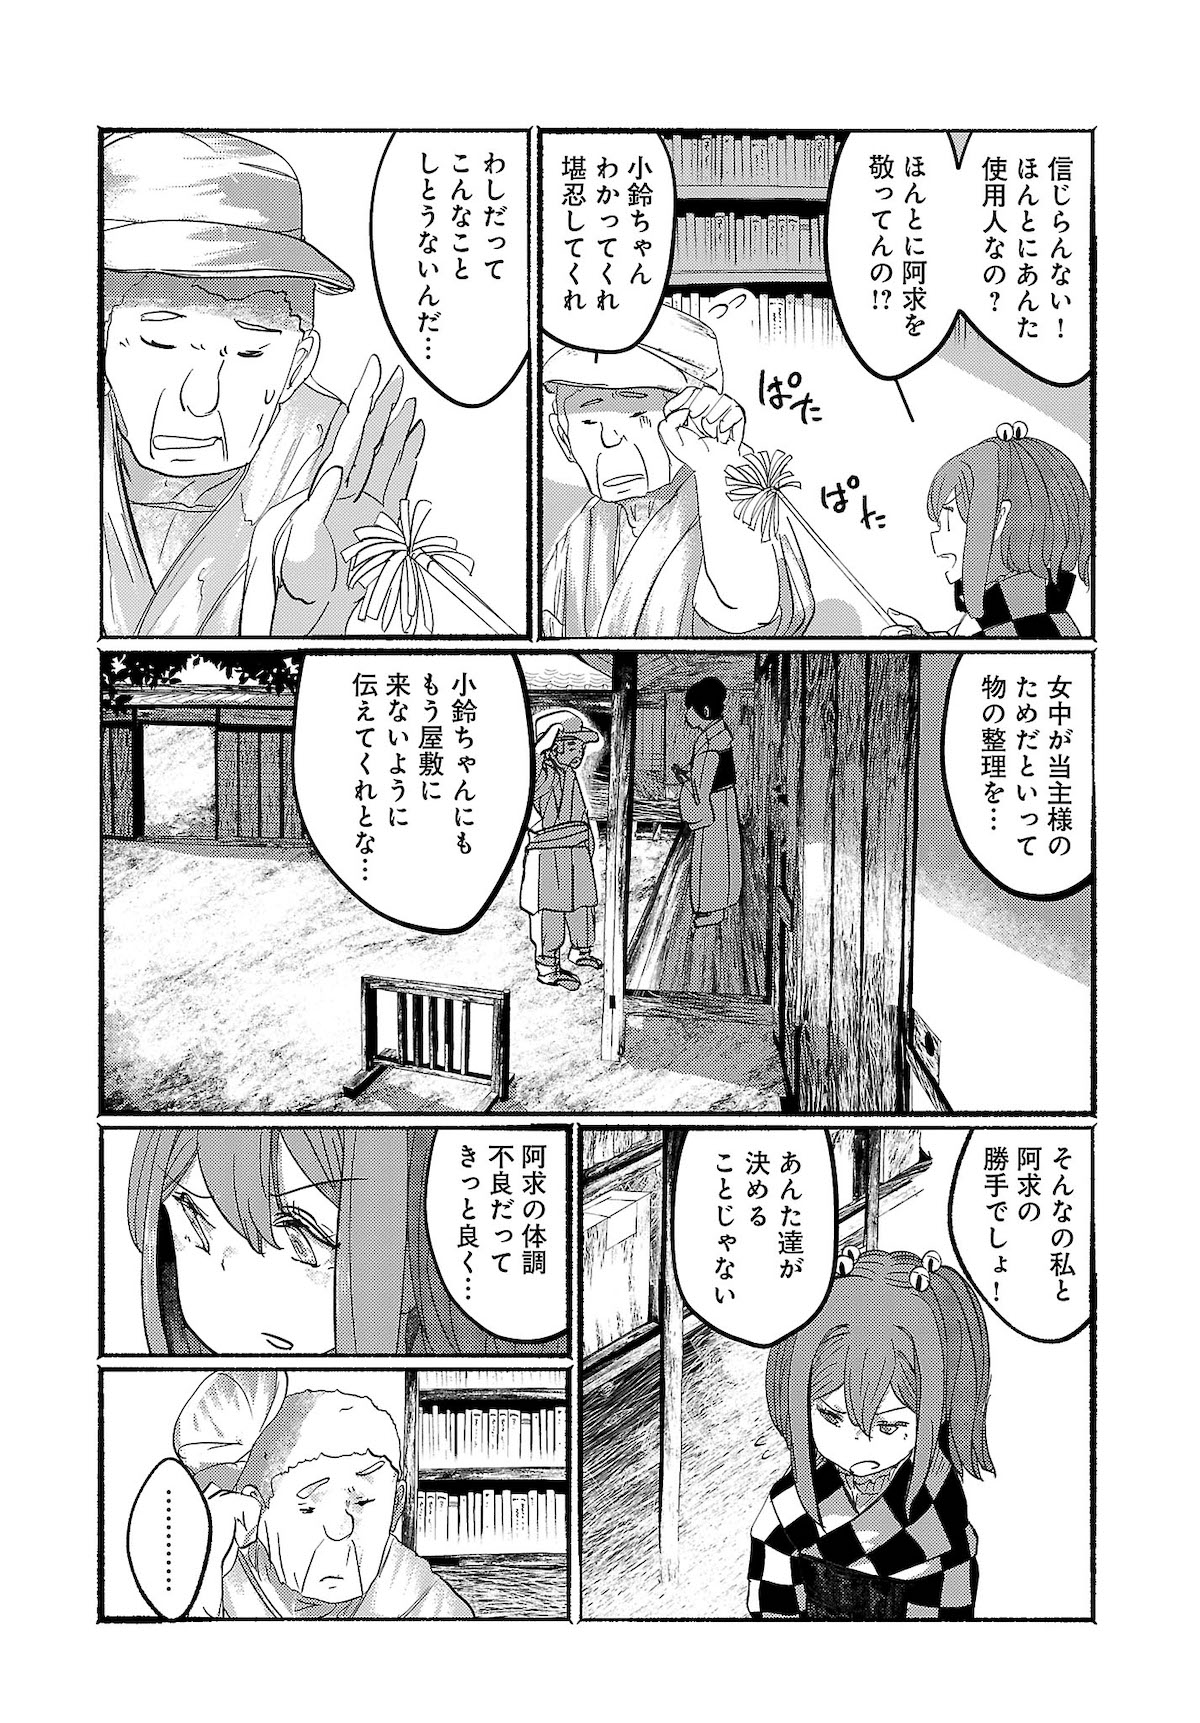 信じらんない！
ほんとにあんた
使用人なの？
ほんとに阿求を
敬ってんの!?
小鈴ちゃん
わかってくれ
堪忍してくれ
ぱた
ぱた
わしだって
こんなこと
しとうないんだ…
女中が当主様の
ためだといって
物の整理を…
小鈴ちゃんにも
もう屋敷に
来ないように
伝えてくれとな…
そんなの私と
阿求の
勝手でしょ！
あんた達が
決める
ことじゃない
阿求の体調
不良だって
きっと良く…
…………